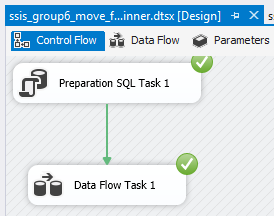 ssis_group6_move_f...inner.dtsx [Design]
Control Flow
Data Flow
Parameters
Preparation SQL Task 1
Data Flow Task 1